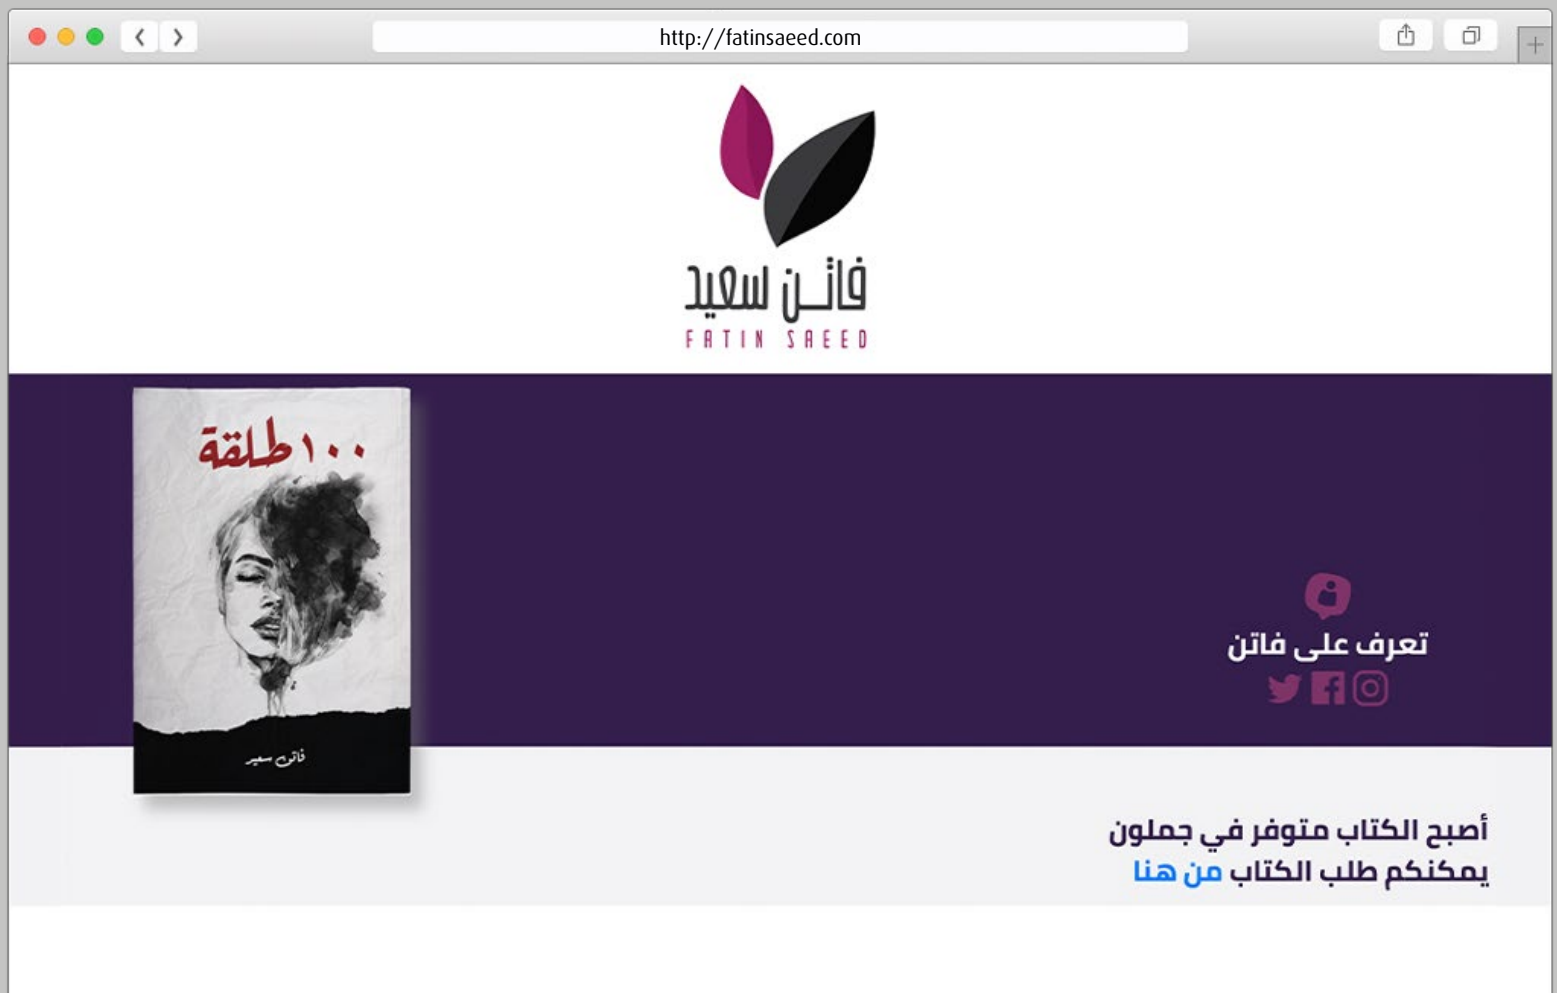 http://fatinsaeed.com
فاتن سعيد
FATIN SAEED
١٠٠ طلقة
فاتن سعيد
تعرف على فاتن
أصبح الكتاب متوفر في جملون
يمكنكم طلب الكتاب من هنا